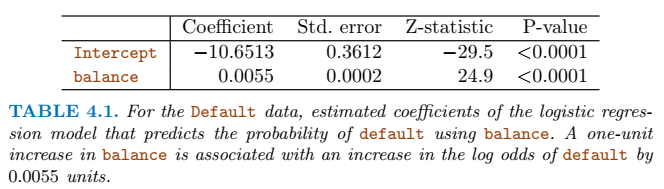 Coefficient Std. error Z-statistic P-value
Intercept −10.6513 0.3612 −29.5 <0.0001
balance 0.0055 0.0002 24.9 <0.0001
TABLE 4.1. For the Default data, estimated coefficients of the logistic regres-
sion model that predicts the probability of default using balance. A one-unit
increase in balance is associated with an increase in the log odds of default by
0.0055 units.